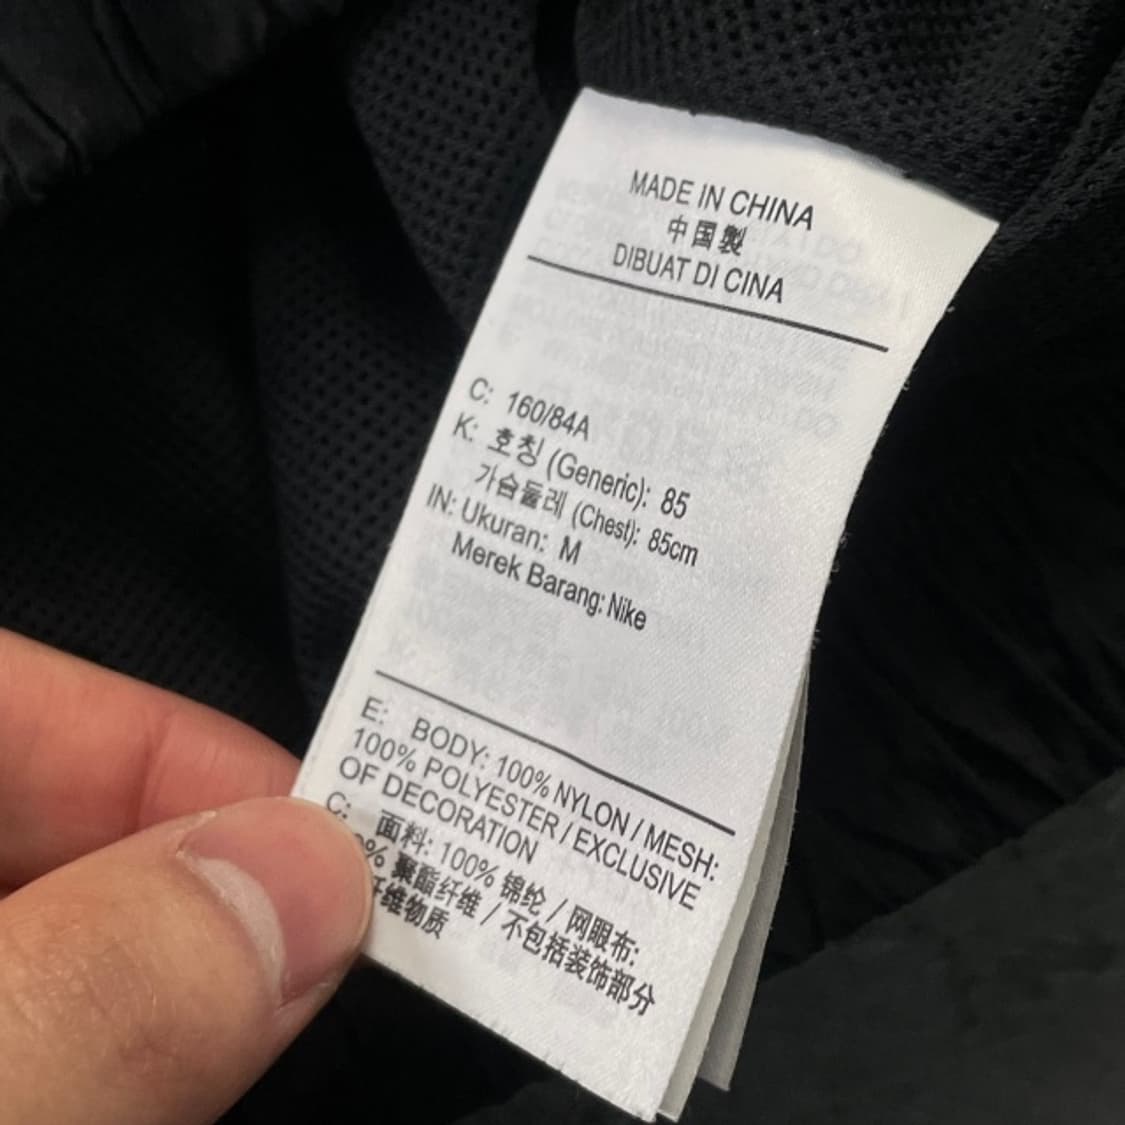 MADE IN CHINA
中国製
DIBUAT DI CINA
C: 160/84A
K: 호칭 (Generic): 85
가슴둘레 (Chest): 85cm
IN: Ukuran: M
Merek Barang: Nike
E: BODY: 100% NYLON / MESH:
100% POLYESTER / EXCLUSIVE
OF DECORATION
C: 面料: 100% 锦纶 / 网眼布:
0% 聚酯纤维 / 不包括装饰部分
纤维物质